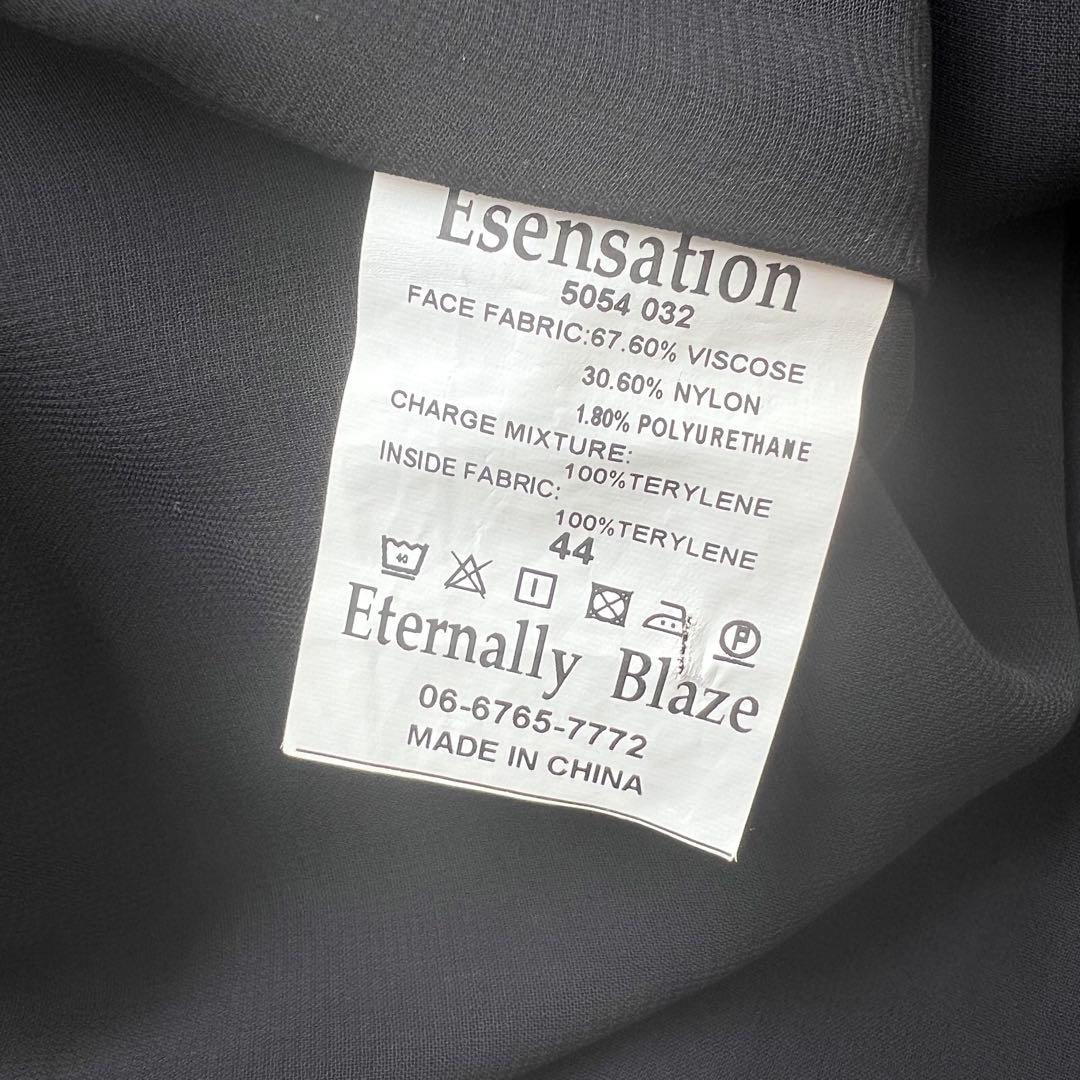 Esensation
5054 032
FACE FABRIC:67.60% VISCOSE
30.60% NYLON
1.80% POLYURETHANE
CHARGE MIXTURE:
100%TERYLENE
INSIDE FABRIC:
100%TERYLENE
44
40
P
Eternally Blaze
06-6765-7772
MADE IN CHINA